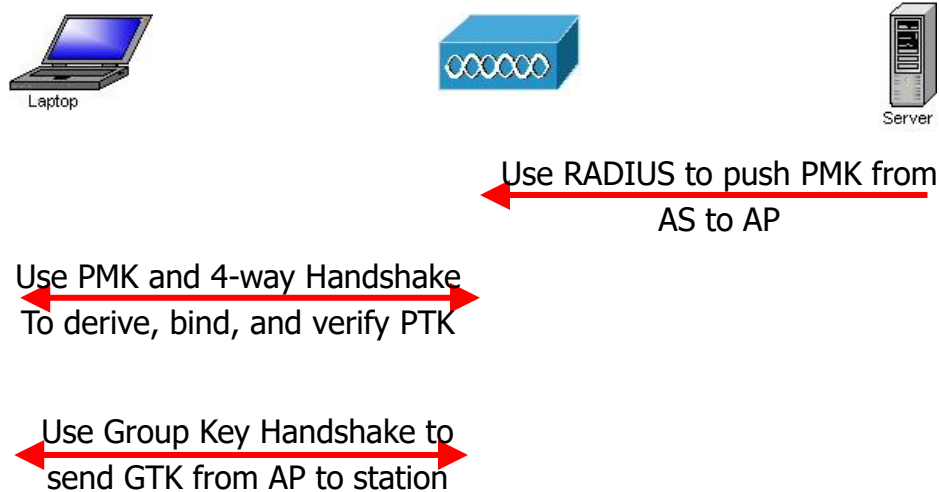 Laptop
Server
Use RADIUS to push PMK from
AS to AP
Use PMK and 4-way Handshake
To derive, bind, and verify PTK
Use Group Key Handshake to
send GTK from AP to station